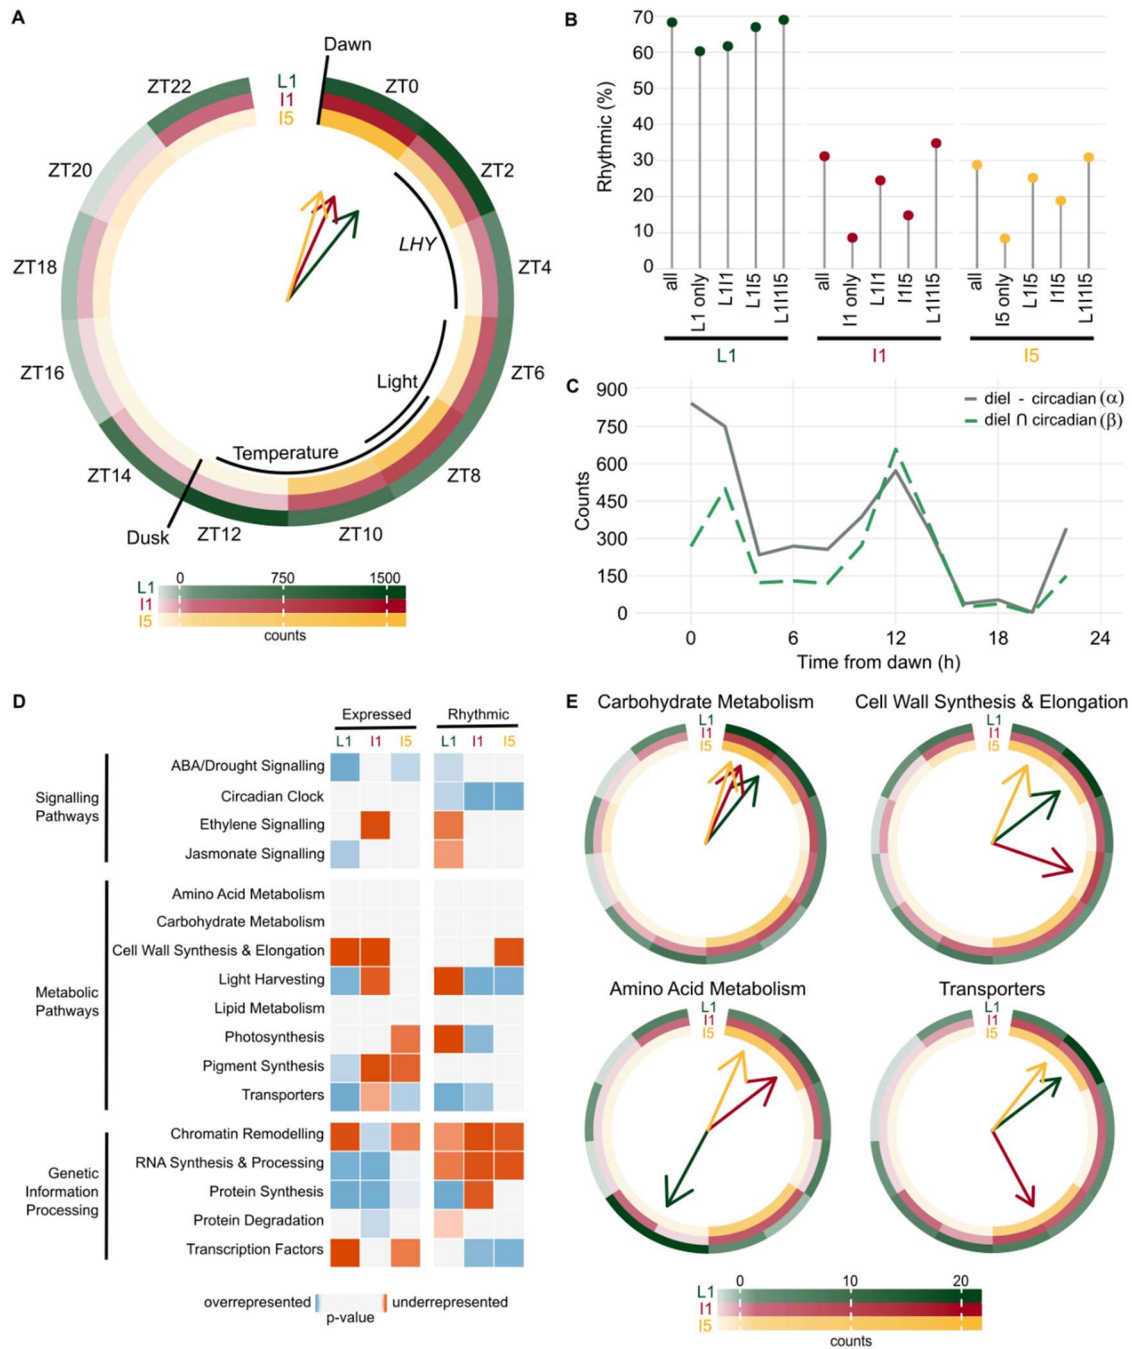 A
Dawn
L1
I1
I5
ZT0
ZT2
ZT4
ZT6
ZT8
ZT10
ZT12
ZT14
ZT16
ZT18
ZT20
ZT22
LHY
Light
Temperature
Dusk
0 750 1500
L1
I1
I5
counts
B
Rhythmic (%)
70
60
50
40
30
20
10
0
all
L1 only
L1I1
L1I5
L1I1I5
all
I1 only
L1I1
I1I5
L1I1I5
all
I5 only
L1I5
I1I5
L1I1I5
L1 I1 I5
C
Counts
900
750
600
450
300
150
0
diel - circadian (α)
diel ∩ circadian (β)
0 6 12 18 24
Time from dawn (h)
D
Expressed Rhythmic
L1 I1 I5 L1 I1 I5
Signalling
Pathways
ABA/Drought Signalling
Circadian Clock
Ethylene Signalling
Jasmonate Signalling
Metabolic
Pathways
Amino Acid Metabolism
Carbohydrate Metabolism
Cell Wall Synthesis & Elongation
Light Harvesting
Lipid Metabolism
Photosynthesis
Pigment Synthesis
Transporters
Genetic
Information
Processing
Chromatin Remodelling
RNA Synthesis & Processing
Protein Synthesis
Protein Degradation
Transcription Factors
overrepresented underrepresented
p-value
E
Carbohydrate Metabolism
L1
I1
I5
Cell Wall Synthesis & Elongation
L1
I1
I5
Amino Acid Metabolism
L1
I1
I5
Transporters
L1
I1
I5
0 10 20
L1
I1
I5
counts